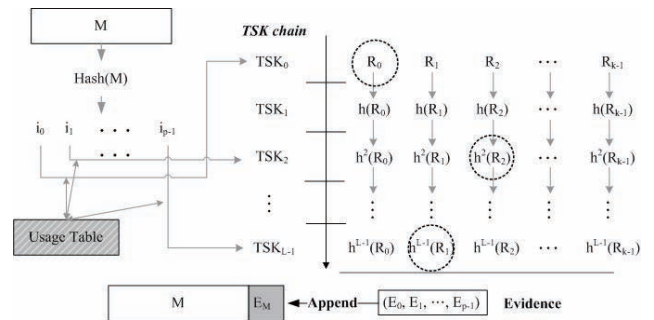 M
TSK chain
Hash(M)
i0 i1 • • • ip-1
• • •
Usage Table
TSK0 R0 R1 R2 • • • Rk-1
TSK1 h(R0) h(R1) h(R2) • • • h(Rk-1)
TSK2 h²(R0) h²(R1) h²(R2) • • • h²(Rk-1)
⋮ ⋮ ⋮ ⋮ • • • ⋮
TSKL-1 hL-1(R0) hL-1(R1) hL-1(R2) • • • hL-1(Rk-1)
M EM Append (E0, E1, ···, Ep-1) Evidence